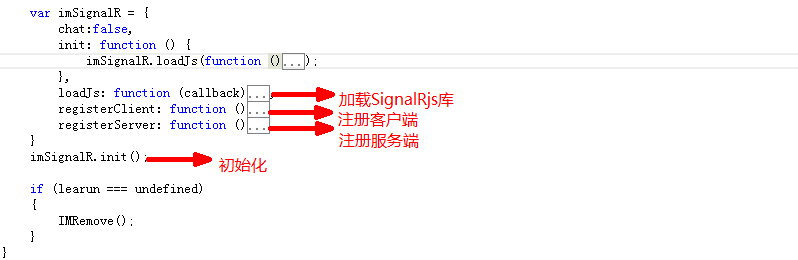 var imSignalR = {
chat:false,
init: function () {
imSignalR.loadJs(function ()...);
},
loadJs: function (callback)..., 加载SignalRjs库
registerClient: function ()... 注册客户端
registerServer: function ()... 注册服务端
}
imSignalR.init(); 初始化
if (learun === undefined)
{
IMRemove();
}
}